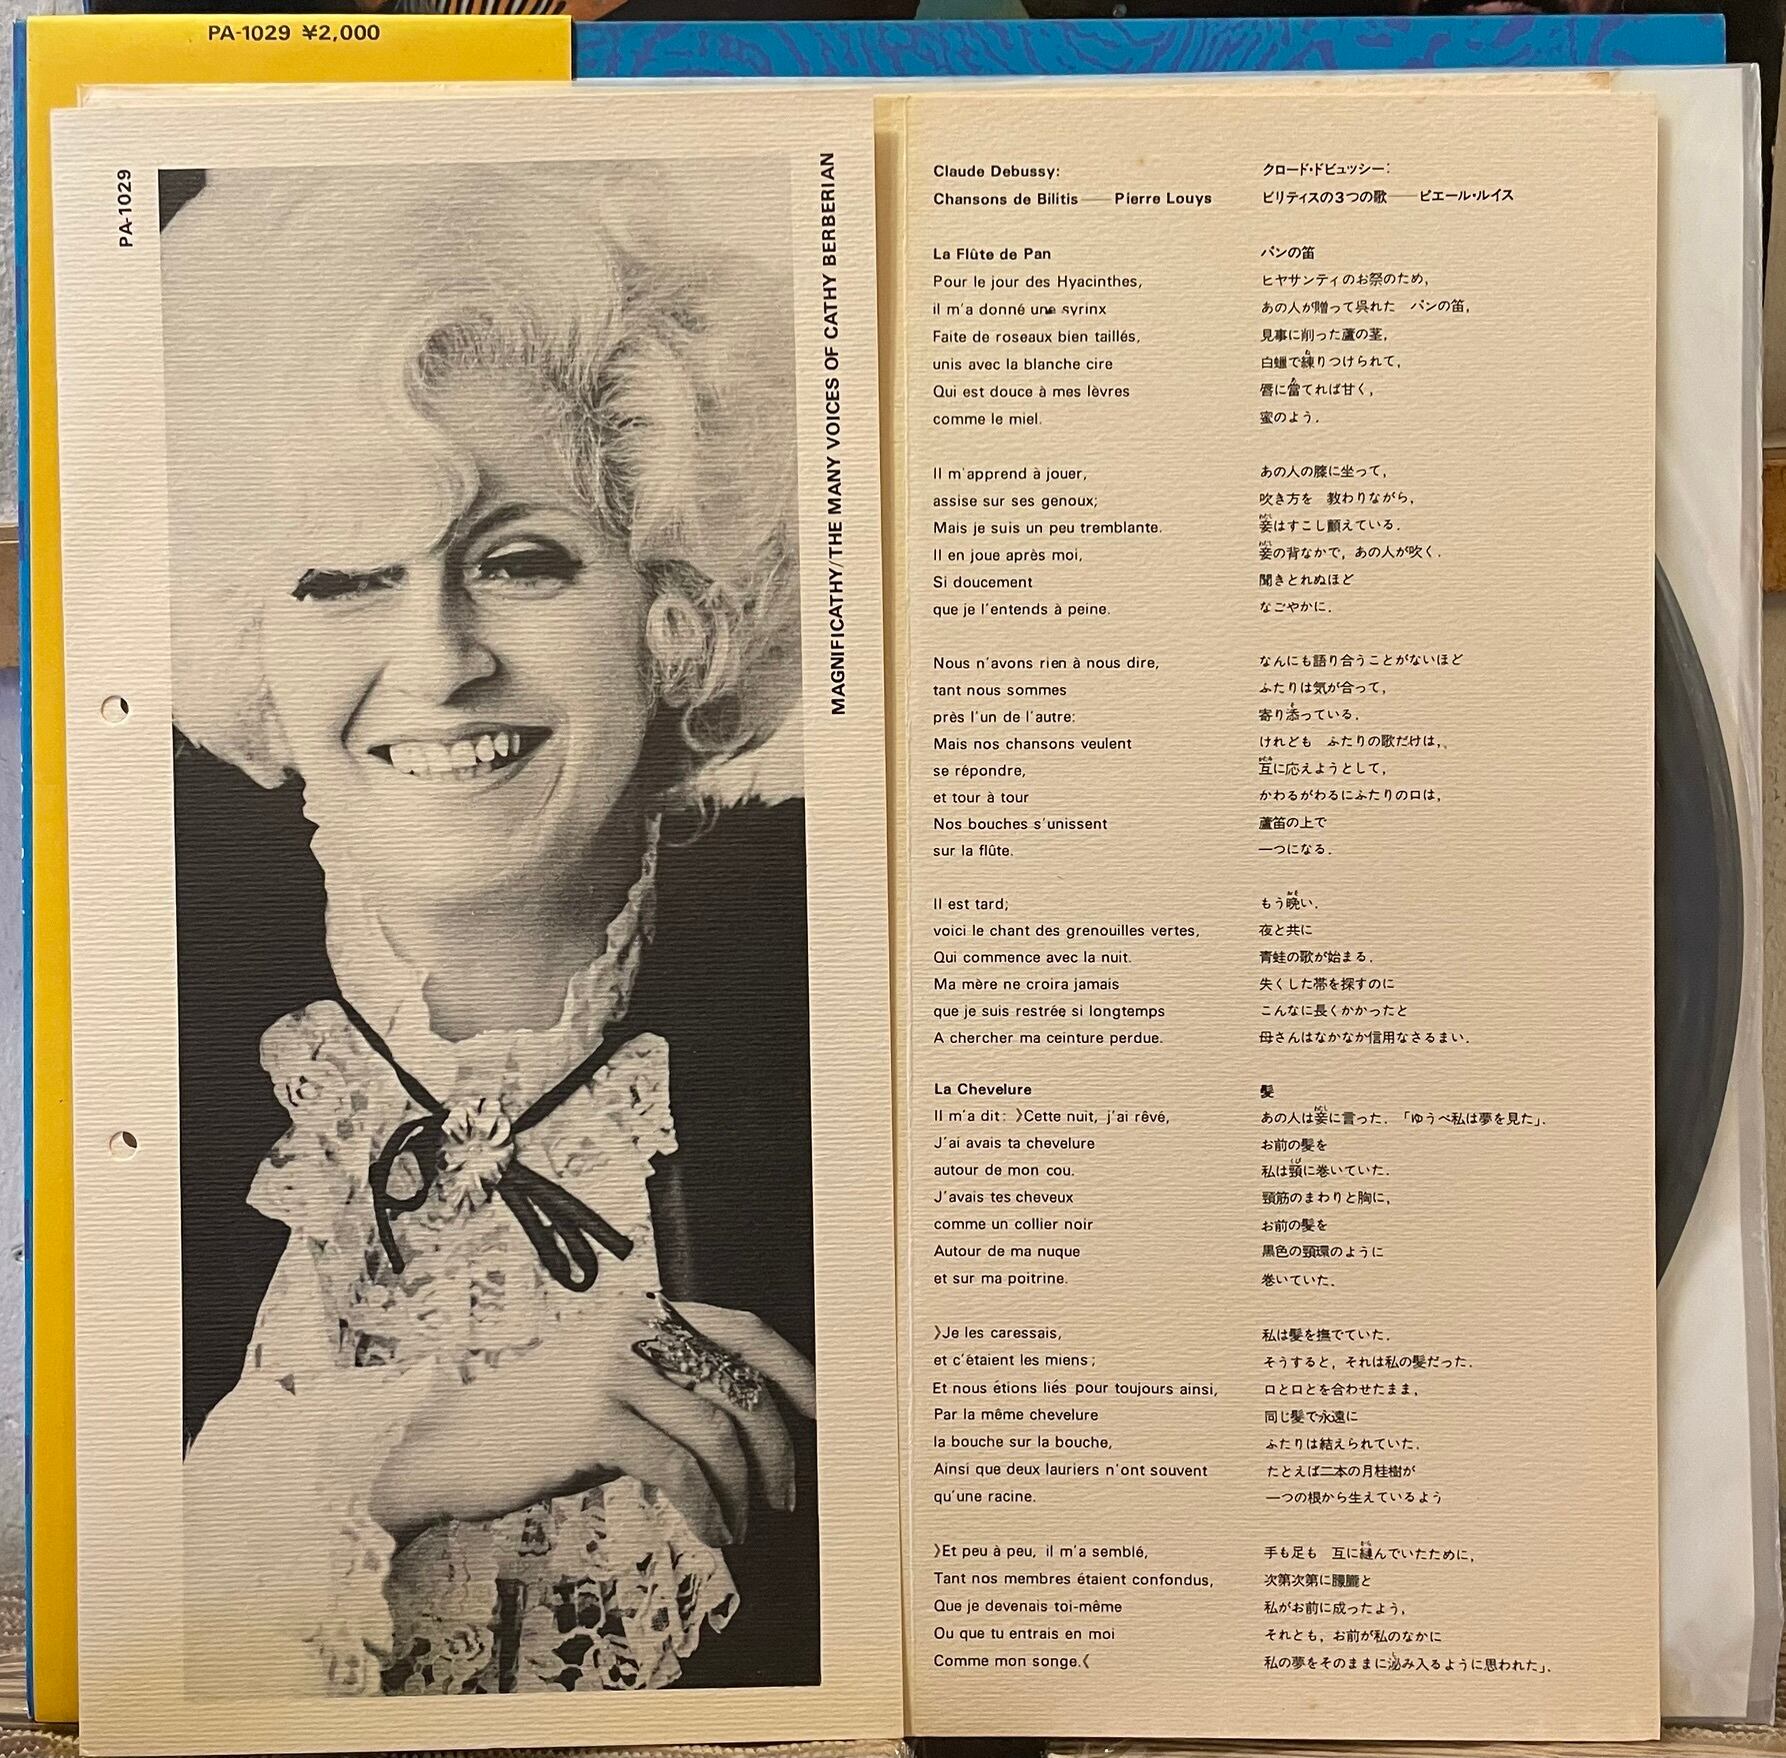 PA-1029 ¥2,000
PA-1029
MAGNIFICATHY/THE MANY VOICES OF CATHY BERBERIAN
Claude Debussy:
Chansons de Bilitis — Pierre Louys
La Flûte de Pan
Pour le jour des Hyacinthes,
il m'a donné une syrinx
Faite de roseaux bien taillés,
unis avec la blanche cire
Qui est douce à mes lèvres
comme le miel.
Il m'apprend à jouer,
assise sur ses genoux;
Mais je suis un peu tremblante.
Il en joue après moi,
Si doucement
que je l'entends à peine.
Nous n'avons rien à nous dire,
tant nous sommes
près l'un de l'autre:
Mais nos chansons veulent
se répondre,
et tour à tour
Nos bouches s'unissent
sur la flûte.
Il est tard;
voici le chant des grenouilles vertes,
Qui commence avec la nuit.
Ma mère ne croira jamais
que je suis restrée si longtemps
A chercher ma ceinture perdue.
La Chevelure
Il m'a dit: 》Cette nuit, j'ai rêvé,
J'ai avais ta chevelure
autour de mon cou.
J'avais tes cheveux
comme un collier noir
Autour de ma nuque
et sur ma poitrine.
》Je les caressais,
et c'étaient les miens;
Et nous étions liés pour toujours ainsi,
Par la même chevelure
la bouche sur la bouche,
Ainsi que deux lauriers n'ont souvent
qu'une racine.
》Et peu à peu, il m'a semblé,
Tant nos membres étaient confondus,
Que je devenais toi-même
Ou que tu entrais en moi
Comme mon songe.《
クロード・ドビュッシー:
ビリティスの3つの歌 — ピエール・ルイス
パンの笛
ヒヤサンティのお祭のため,
あの人が贈って呉れた パンの笛,
見事に削った蘆の茎,
白蠟で練りつけられて,
唇に當てれば甘く,
蜜のよう.
あの人の膝に坐って,
吹き方を 教わりながら,
妾はすこし顫えている.
妾の背なかで, あの人が吹く.
聞きとれぬほど
なごやかに.
なんにも語り合うことがないほど
ふたりは気が合って,
寄り添っている.
けれども ふたりの歌だけは,
互に応えようとして,
かわるがわるにふたりの口は,
蘆笛の上で
一つになる.
もう晩い.
夜と共に
青蛙の歌が始まる.
失くした帯を探すのに
こんなに長くかかったと
母さんはなかなか信用なさるまい.
髪
あの人は妾に言った. 「ゆうべ私は夢を見た」.
お前の髪を
私は頸に巻いていた.
頸筋のまわりと胸に,
お前の髪を
黒色の頸環のように
巻いていた.
私は髪を撫でていた.
そうすると, それは私の髪だった.
口と口とを合わせたまま,
同じ髪で永遠に
ふたりは結えられていた.
たとえば二本の月桂樹が
一つの根から生えているよう
手も足も 互に縺んでいたために,
次第次第に朦朧と
私がお前に成ったよう,
それとも, お前が私のなかに
私の夢をそのままに泌み入るように思われた」.